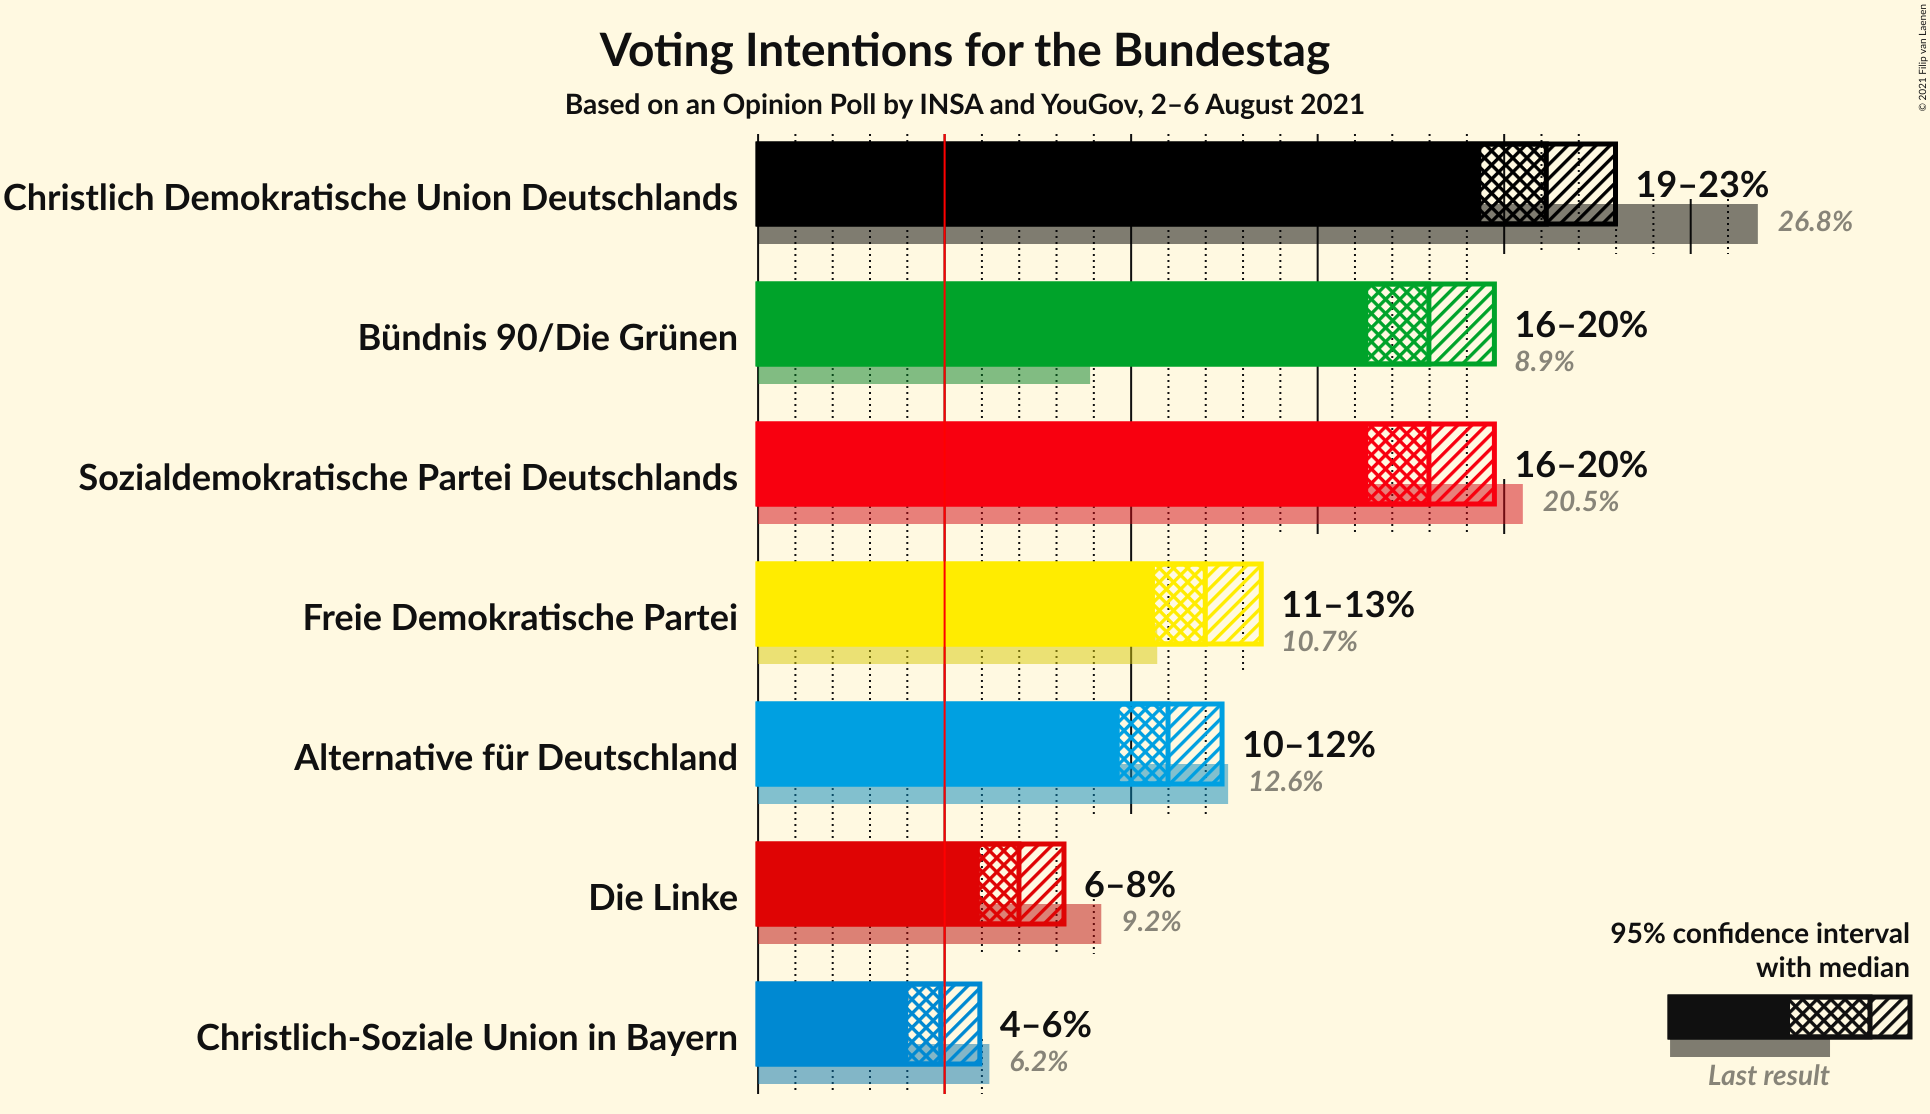 Voting Intentions for the Bundestag
Based on an Opinion Poll by INSA and YouGov, 2–6 August 2021
© 2021 Filip van Laenen
Christlich Demokratische Union Deutschlands
19–23%
26.8%
Bündnis 90/Die Grünen
16–20%
8.9%
Sozialdemokratische Partei Deutschlands
16–20%
20.5%
Freie Demokratische Partei
11–13%
10.7%
Alternative für Deutschland
10–12%
12.6%
Die Linke
6–8%
9.2%
Christlich-Soziale Union in Bayern
4–6%
6.2%
95% confidence interval
with median
Last result